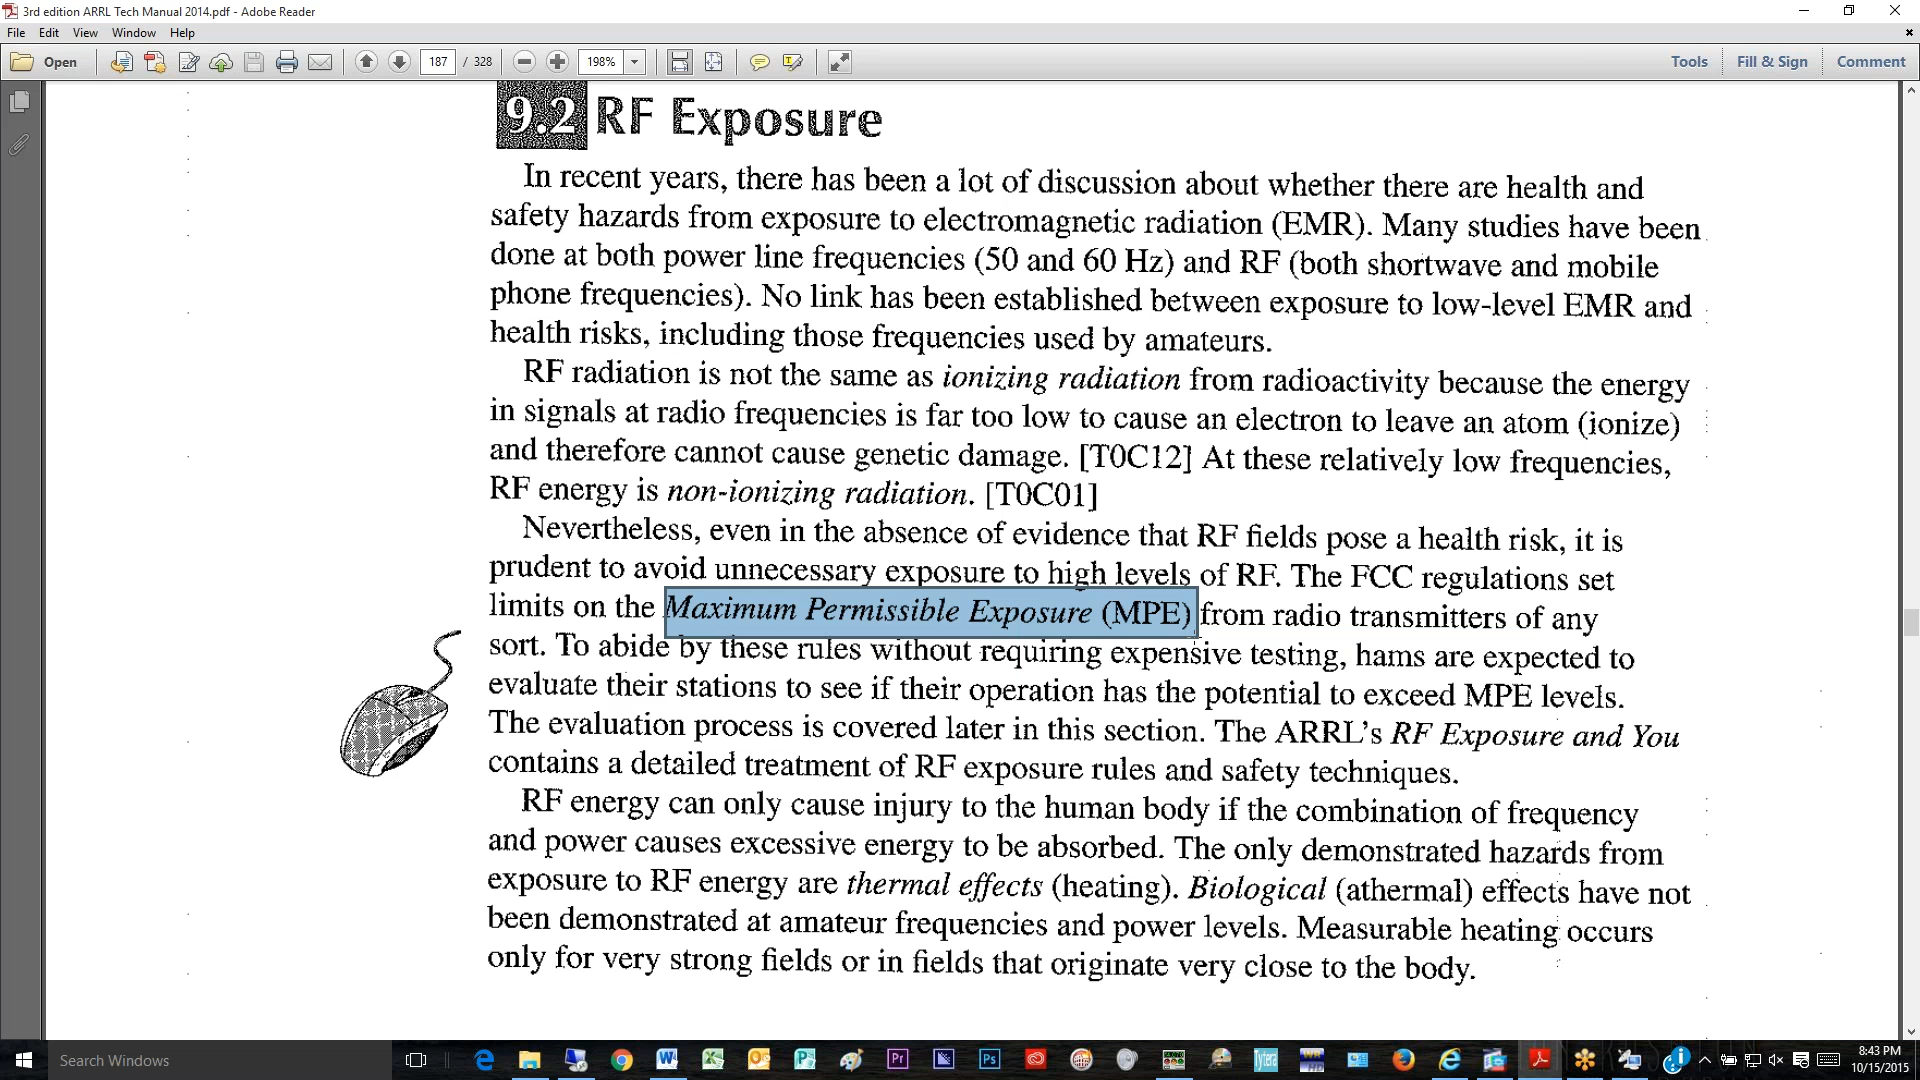 3rd edition ARRL Tech Manual 2014.pdf - Adobe Reader
File Edit View Window Help
Open 187 / 328 198% Tools Fill & Sign Comment
9.2 RF Exposure
In recent years, there has been a lot of discussion about whether there are health and
safety hazards from exposure to electromagnetic radiation (EMR). Many studies have been
done at both power line frequencies (50 and 60 Hz) and RF (both shortwave and mobile
phone frequencies). No link has been established between exposure to low-level EMR and
health risks, including those frequencies used by amateurs.
RF radiation is not the same as ionizing radiation from radioactivity because the energy
in signals at radio frequencies is far too low to cause an electron to leave an atom (ionize)
and therefore cannot cause genetic damage. [T0C12] At these relatively low frequencies,
RF energy is non-ionizing radiation. [T0C01]
Nevertheless, even in the absence of evidence that RF fields pose a health risk, it is
prudent to avoid unnecessary exposure to high levels of RF. The FCC regulations set
limits on the Maximum Permissible Exposure (MPE) from radio transmitters of any
sort. To abide by these rules without requiring expensive testing, hams are expected to
evaluate their stations to see if their operation has the potential to exceed MPE levels.
The evaluation process is covered later in this section. The ARRL's RF Exposure and You
contains a detailed treatment of RF exposure rules and safety techniques.
RF energy can only cause injury to the human body if the combination of frequency
and power causes excessive energy to be absorbed. The only demonstrated hazards from
exposure to RF energy are thermal effects (heating). Biological (athermal) effects have not
been demonstrated at amateur frequencies and power levels. Measurable heating occurs
only for very strong fields or in fields that originate very close to the body.
Search Windows
Pr
Ps
Tytera
8:43 PM
10/15/2015